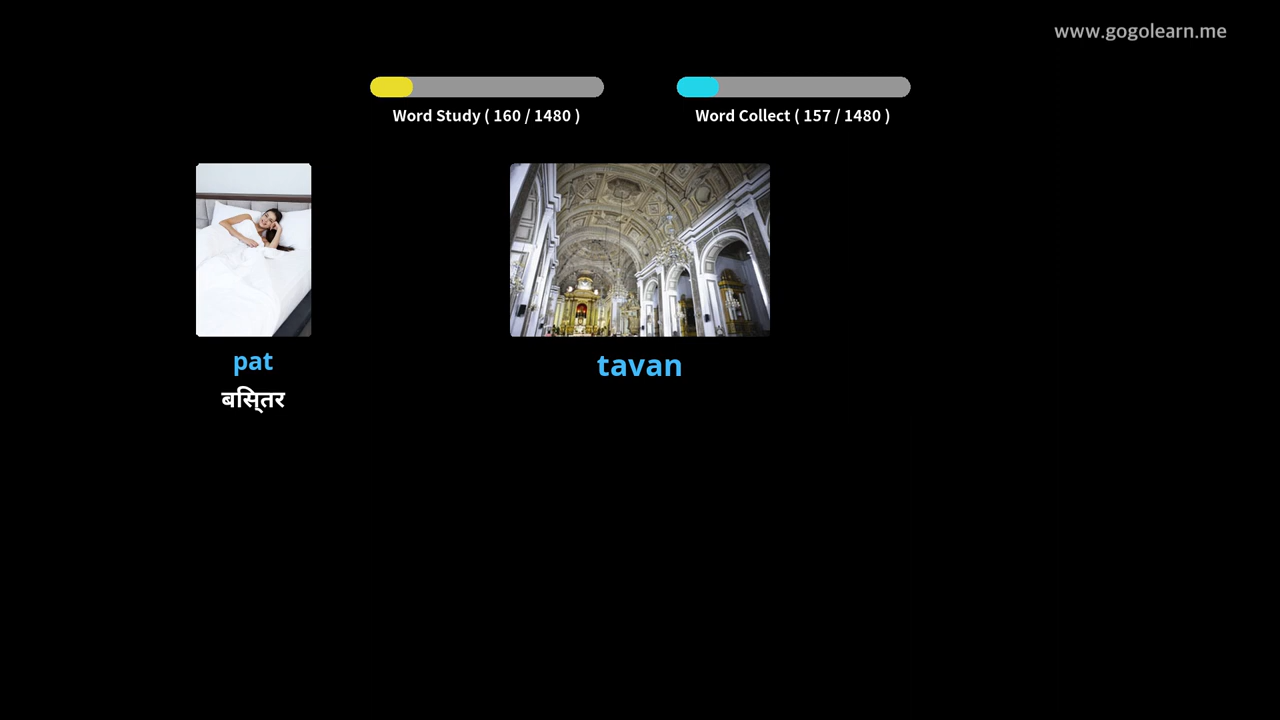 www.gogolearn.me
Word Study ( 160 / 1480 )
Word Collect ( 157 / 1480 )
pat
tavan
बिस्तर